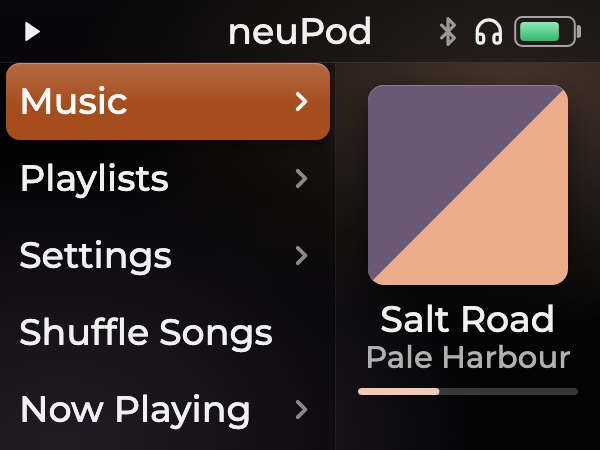 neuPod
Music
Playlists
Settings
Shuffle Songs
Now Playing
Salt Road
Pale Harbour